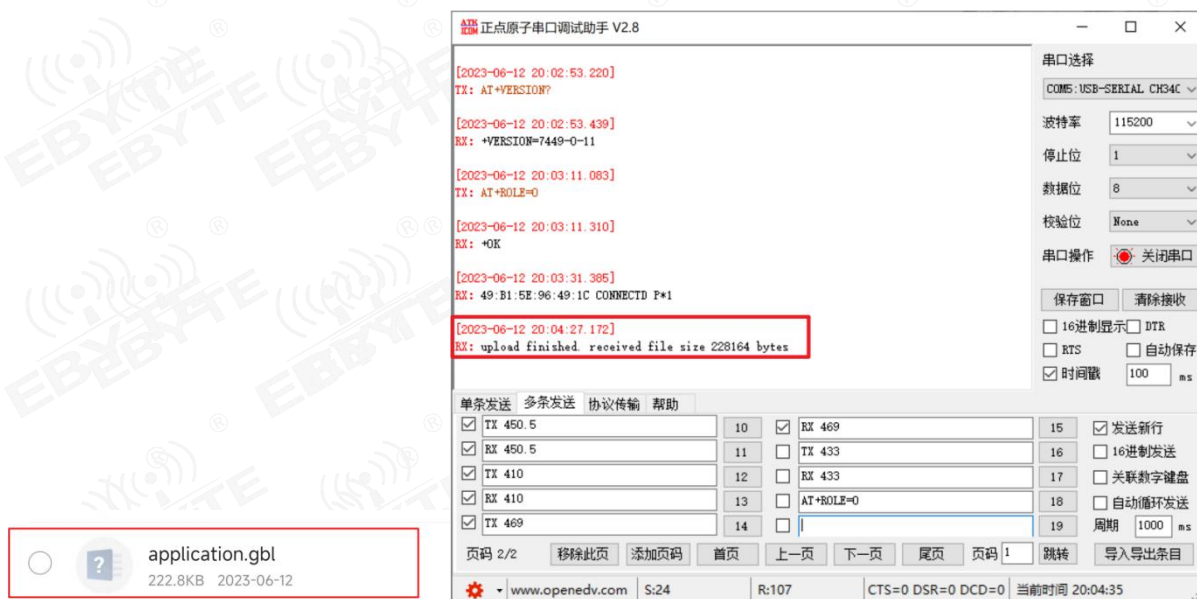 EBYTE
application.gbl
222.8KB 2023-06-12
ATK
ICOM 正点原子串口调试助手 V2.8
[2023-06-12 20:02:53.220]
TX: AT+VERSION?
[2023-06-12 20:02:53.439]
RX: +VERSION=7449-0-11
[2023-06-12 20:03:11.083]
TX: AT+ROLE=0
[2023-06-12 20:03:11.310]
RX: +OK
[2023-06-12 20:03:31.385]
RX: 49:B1:5E:96:49:1C CONNECTD P*1
[2023-06-12 20:04:27.172]
RX: upload finished. received file size 228164 bytes
串口选择
COM5:USB-SERIAL CH34C
波特率 115200
停止位 1
数据位 8
校验位 None
串口操作 关闭串口
保存窗口 清除接收
16进制显示 DTR
RTS 自动保存
时间戳 100 ms
单条发送 多条发送 协议传输 帮助
TX 450.5 10 RX 469 15 发送新行
RX 450.5 11 TX 433 16 16进制发送
TX 410 12 RX 433 17 关联数字键盘
RX 410 13 AT+ROLE=0 18 自动循环发送
TX 469 14 19 周期 1000 ms
页码 2/2 移除此页 添加页码 首页 上一页 下一页 尾页 页码 1 跳转 导入导出条目
www.openedv.com S:24 R:107 CTS=0 DSR=0 DCD=0 当前时间 20:04:35